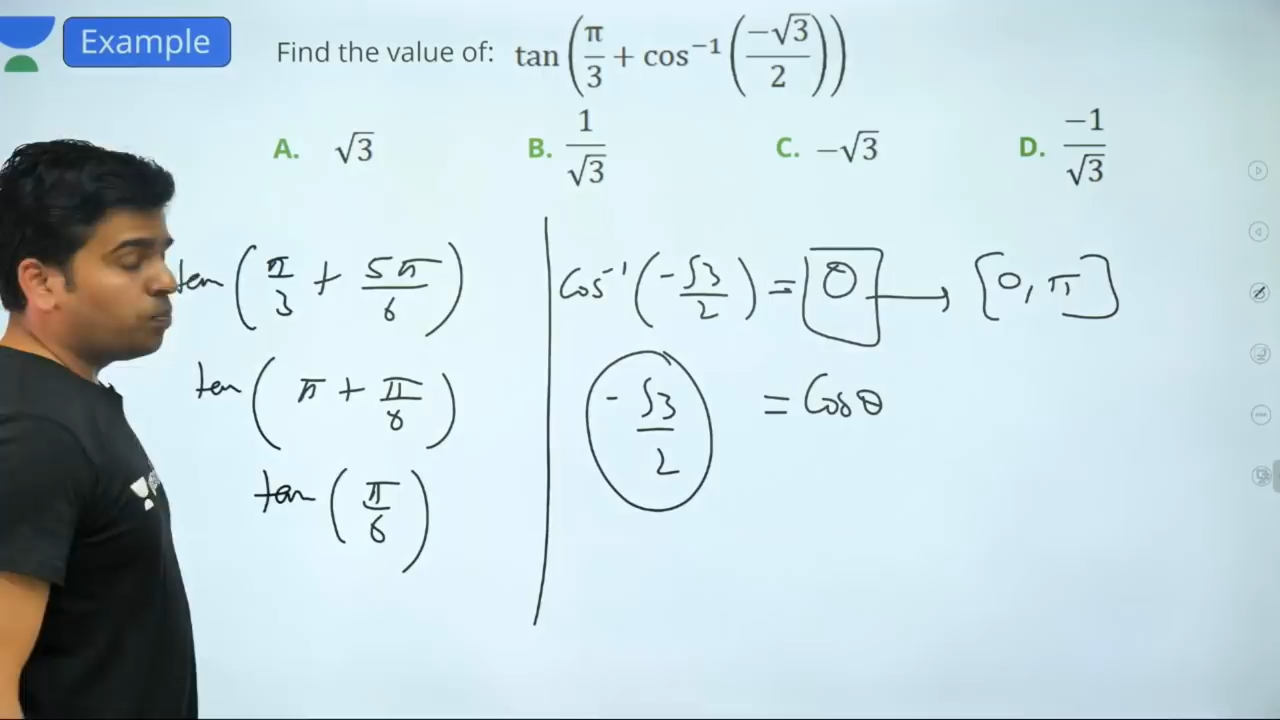 Example
Find the value of: tan(π/3 + cos⁻¹(−√3/2))
A. √3
B. 1/√3
C. −√3
D. −1/√3
tan(π/3 + 5π/6)
tan(π + π/6)
tan(π/6)
Cos⁻¹(−√3/2) = θ → [0, π]
−√3/2 = Cosθ